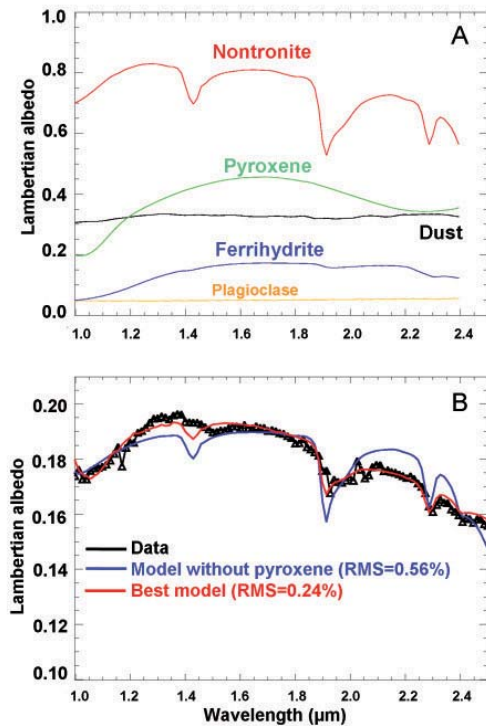 A
Lambertian albedo
1.0
0.8
0.6
0.4
0.2
0.0
Nontronite
Pyroxene
Dust
Ferrihydrite
Plagioclase
1.0 1.2 1.4 1.6 1.8 2.0 2.2 2.4
B
Lambertian albedo
0.20
0.18
0.16
0.14
0.12
0.10
Data
Model without pyroxene (RMS=0.56%)
Best model (RMS=0.24%)
1.0 1.2 1.4 1.6 1.8 2.0 2.2 2.4
Wavelength (µm)